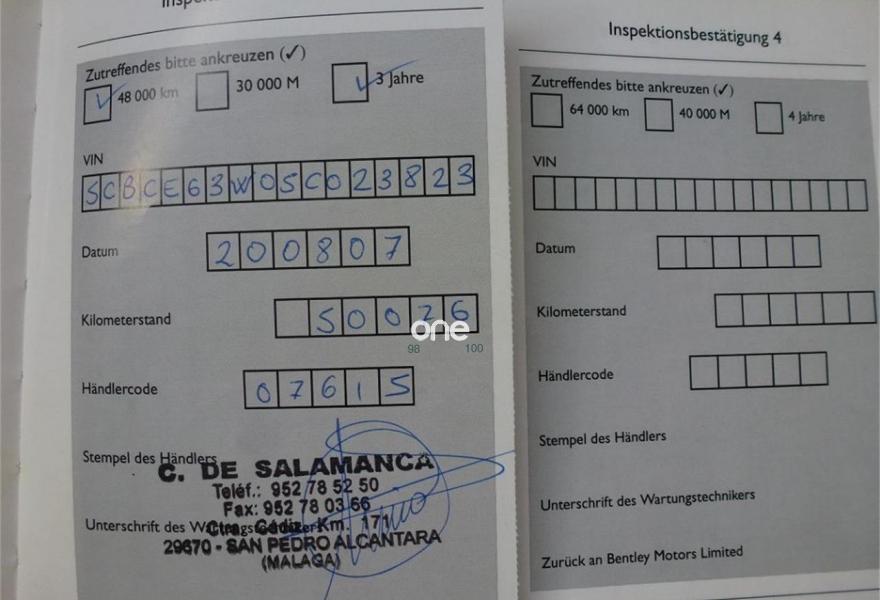 Zutreffendes bitte ankreuzen (✓)
✓ 48 000 km 30 000 M ✓ 3 Jahre
VIN
SCBCE63W05C023823
Datum
200807
Kilometerstand
50026
Händlercode
07615
Stempel des Händlers
C. DE SALAMANCA
Teléf.: 952 78 52 50
Fax: 952 78 03 66
Unterschrift des
Ctra. Cádiz Km. 171
29670 - SAN PEDRO ALCANTARA
(MALAGA)
one
98 100
Inspektionsbestätigung 4
Zutreffendes bitte ankreuzen (✓)
64 000 km 40 000 M 4 Jahre
VIN
Datum
Kilometerstand
Händlercode
Stempel des Händlers
Unterschrift des Wartungstechnikers
Zurück an Bentley Motors Limited